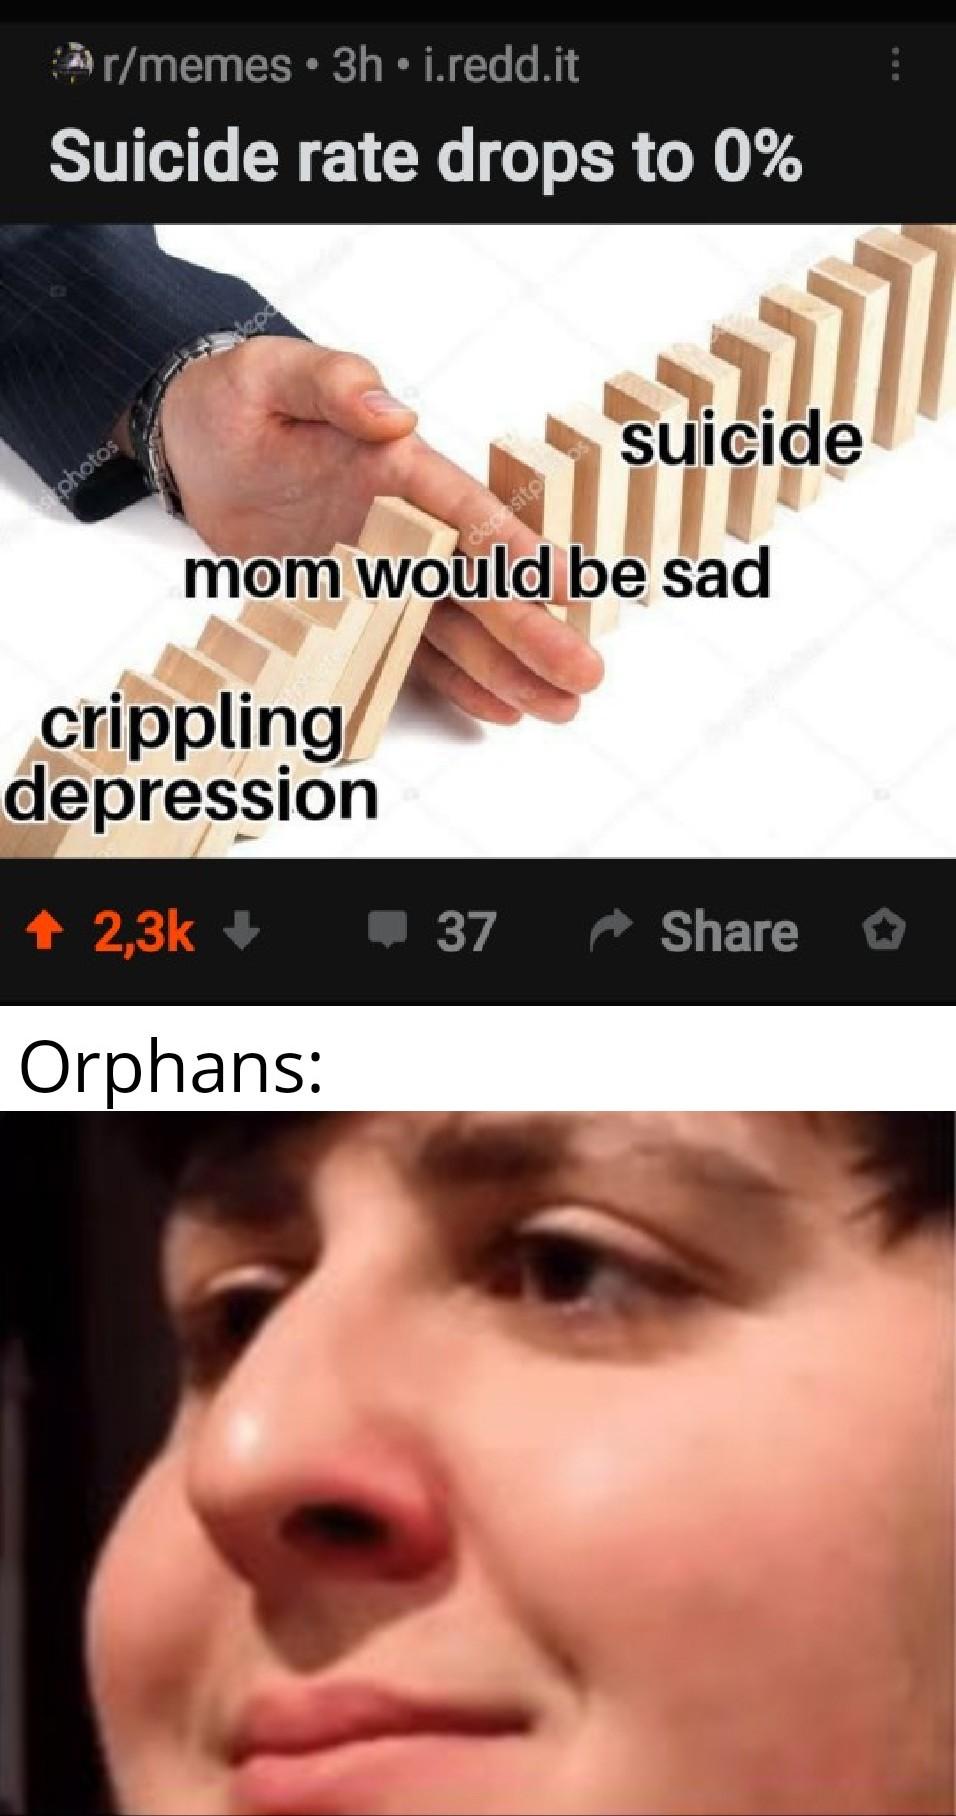 r/memes • 3h • i.redd.it
Suicide rate drops to 0%
depositphotos
suicide
mom would be sad
crippling
depression
2,3k 37 Share
Orphans: